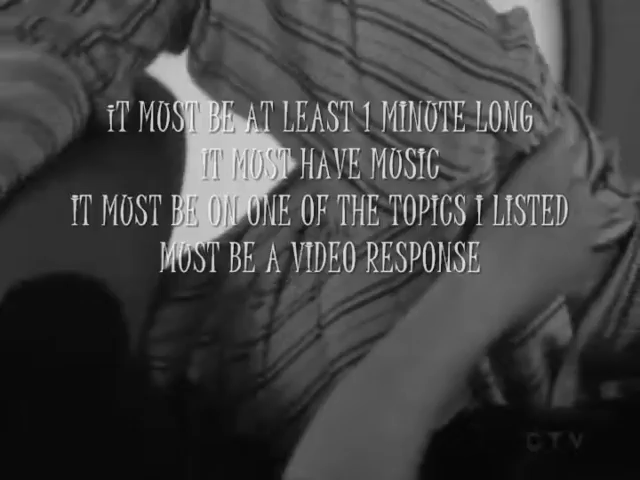 IT MUST BE AT LEAST 1 MINUTE LONG
IT MUST HAVE MUSIC
IT MUST BE ON ONE OF THE TOPICS I LISTED
MUST BE A VIDEO RESPONSE
CTV